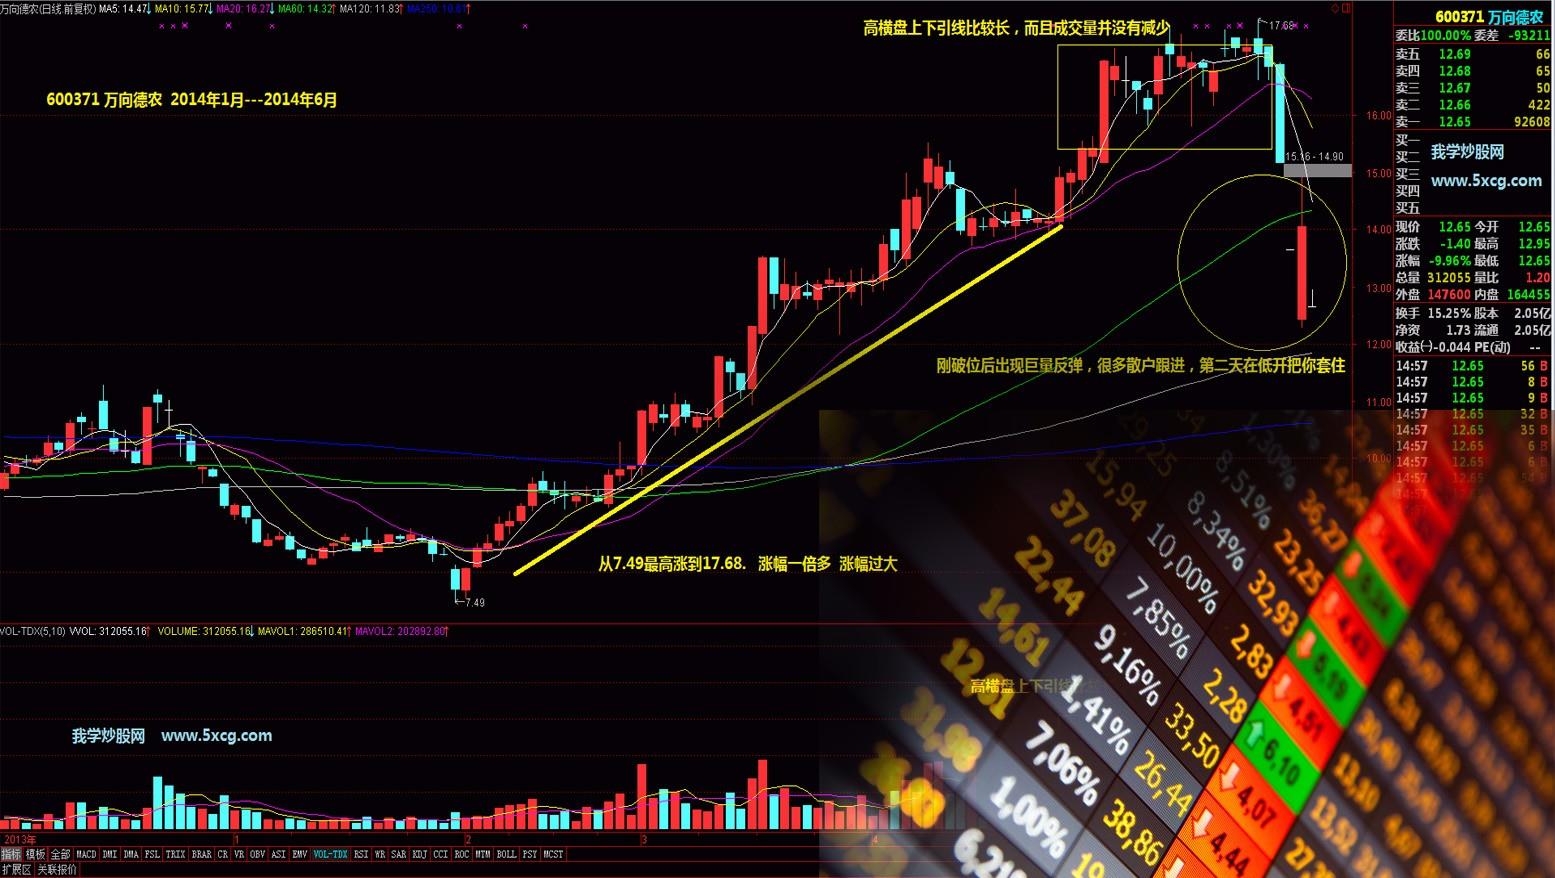 万向德农(日线.前复权) MA5: 14.47↓ MA10: 15.77↓ MA20: 16.27↓ MA60: 14.32↑ MA120: 11.83↑ MA250: 10.61↑
高横盘上下引线比较长，而且成交量并没有减少
←17.68
600371 万向德农 2014年1月---2014年6月
16.00
15.16 - 14.90
15.00
14.00
13.00
12.00
刚破位后出现巨量反弹，很多散户跟进，第二天在低开把你套住
11.00
10.00
从7.49最高涨到17.68. 涨幅一倍多 涨幅过大
←7.49
VOL-TDX(5,10) VVOL: 312055.16↑ VOLUME: 312055.16↓ MAVOL1: 286510.41↑ MAVOL2: 202892.80↑
高横盘上下引线
我学炒股网 www.5xcg.com
2013年 1 2 3 4
指标 模板 全部 MACD DMI DMA FSL TRIX BRAR CR VR OBV ASI EMV VOL-TDX RSI WR SAR KDJ CCI ROC MTM BOLL PSY MCST
扩展区 关联报价
600371 万向德农
委比 100.00% 委差 -93211
卖五 12.69 66
卖四 12.68 65
卖三 12.67 50
卖二 12.66 422
卖一 12.65 92608
买一
买二
买三
买四
买五
我学炒股网
www.5xcg.com
现价 12.65 今开 12.65
涨跌 -1.40 最高 12.95
涨幅 -9.96% 最低 12.65
总量 312055 量比 1.20
外盘 147600 内盘 164455
换手 15.25% 股本 2.05亿
净资 1.73 流通 2.05亿
收益(一) -0.044 PE(动) --
14:57 12.65 56 B
14:57 12.65 8 B
14:57 12.65 9 B
14:57 12.65 32 B
14:57 12.65 35 B
14:57 12.65 6 B
14:57 12.65 6 B
14:57 12.65 54 B
29,25
15,94
37,08
22,44
14,61
12,01
31,98
1,30%
8,51%
8,34%
10,00%
7,85%
9,16%
1,41%
7,06%
1,00%
36,27
23,25
32,93
2,83
2,28
33,50
26,44
38,86
5,19
4,51
6,10
4,07
4,44